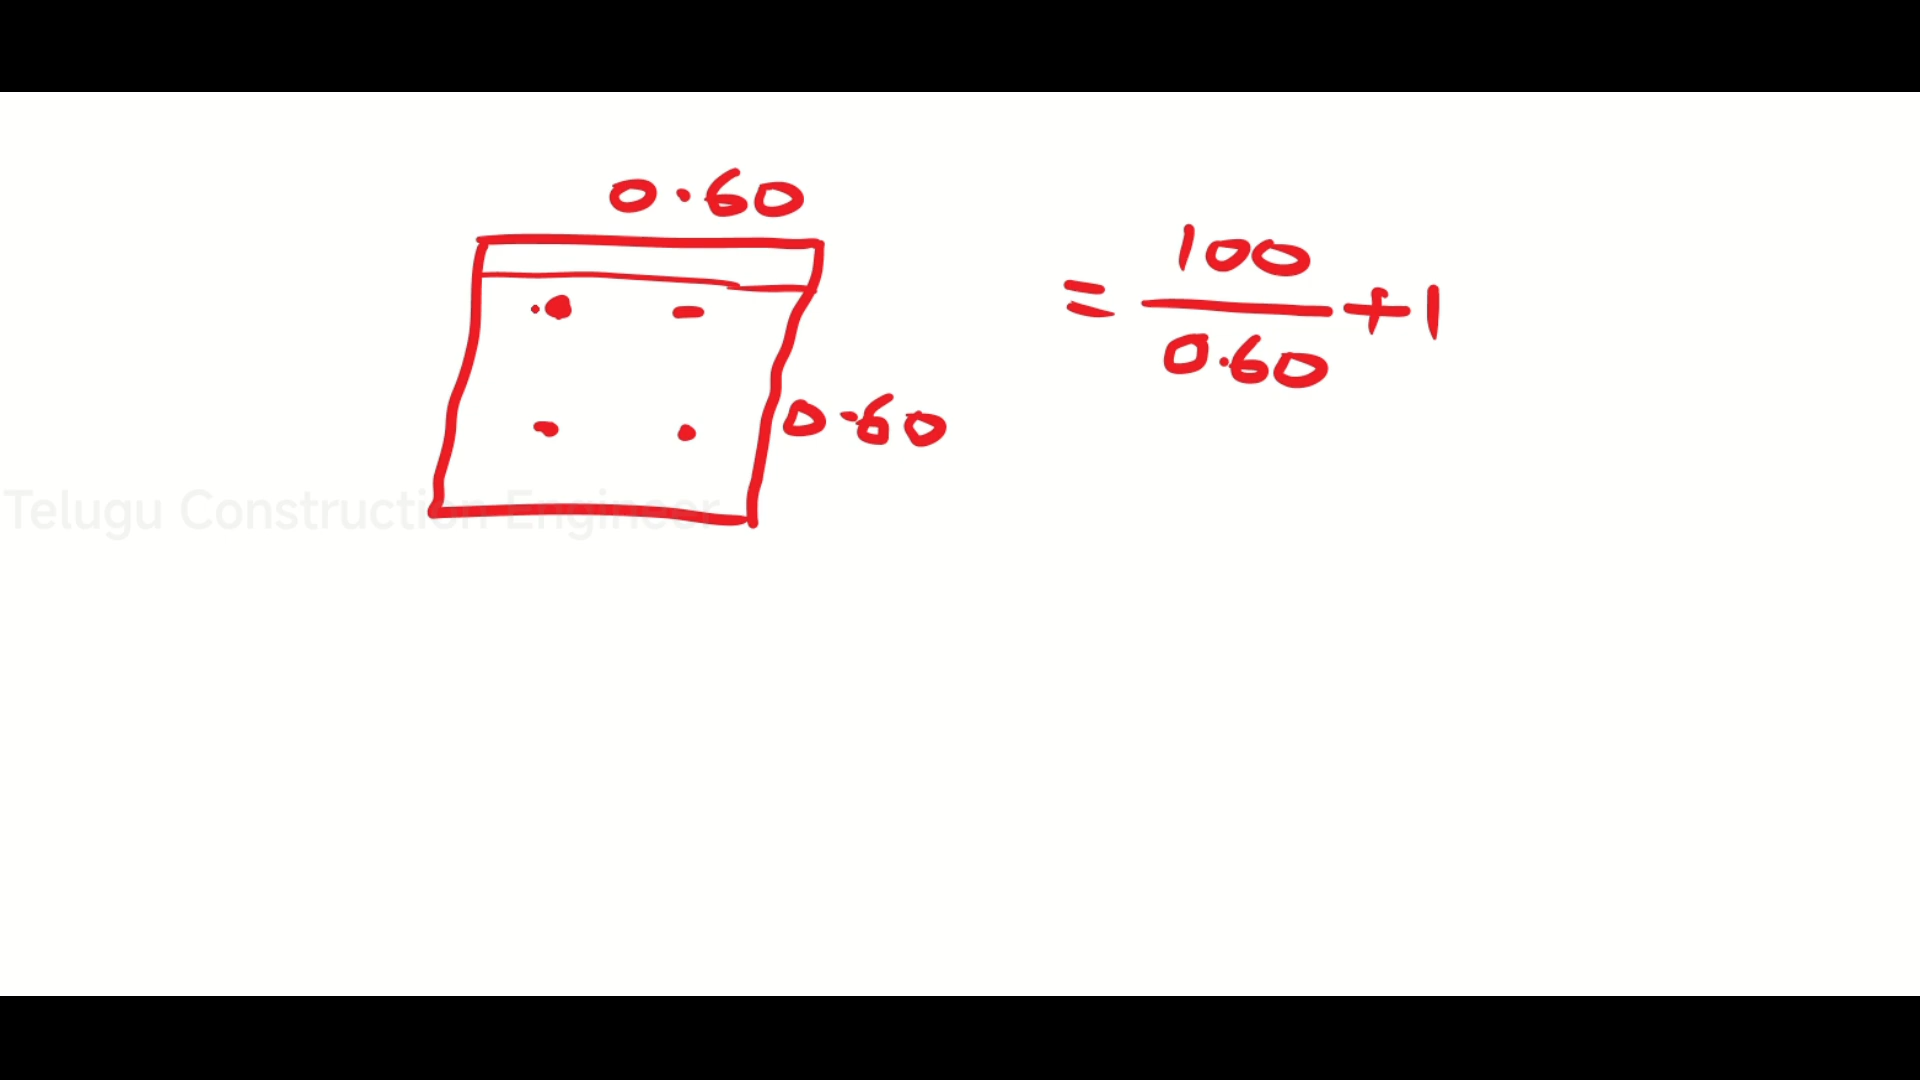 0.60
= 100/0.60 + 1
0.60
Telugu Construction Engineer